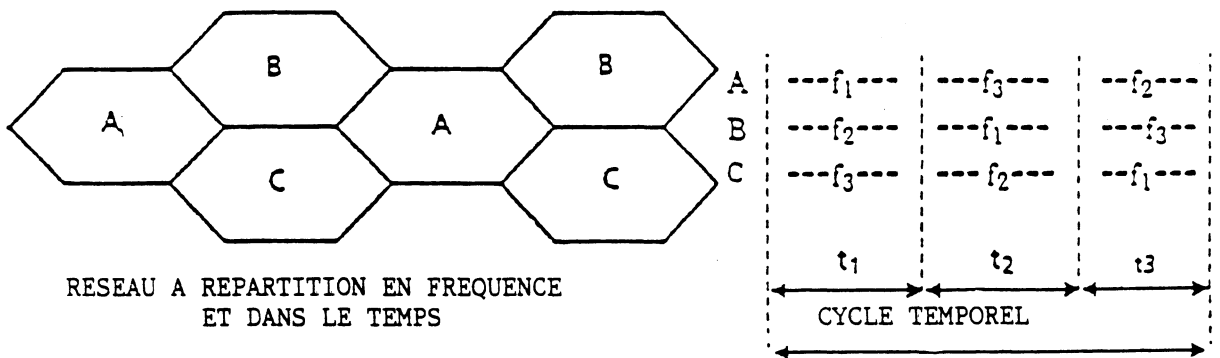 B B
A A
C C
A ---f₁--- ---f₃--- ---f₂---
B ---f₂--- ---f₁--- ---f₃---
C ---f₃--- ---f₂--- ---f₁---
t₁ t₂ t3
RESEAU A REPARTITION EN FREQUENCE
ET DANS LE TEMPS
CYCLE TEMPOREL